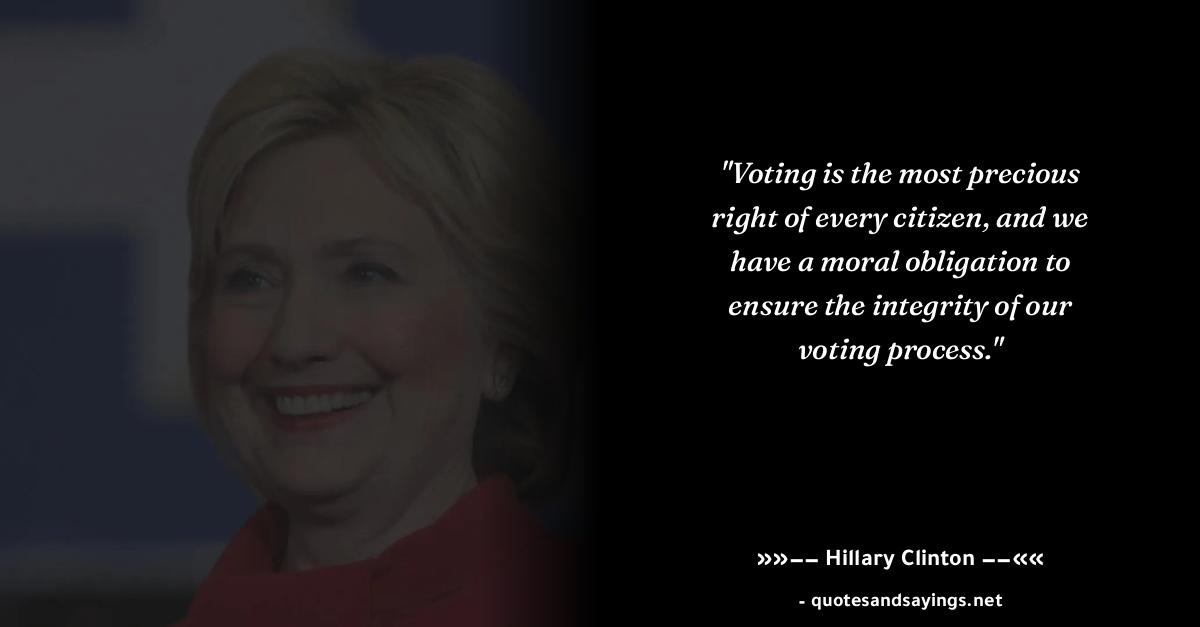 "Voting is the most precious
right of every citizen, and we
have a moral obligation to
ensure the integrity of our
voting process."
»»−− Hillary Clinton −−««
- quotesandsayings.net